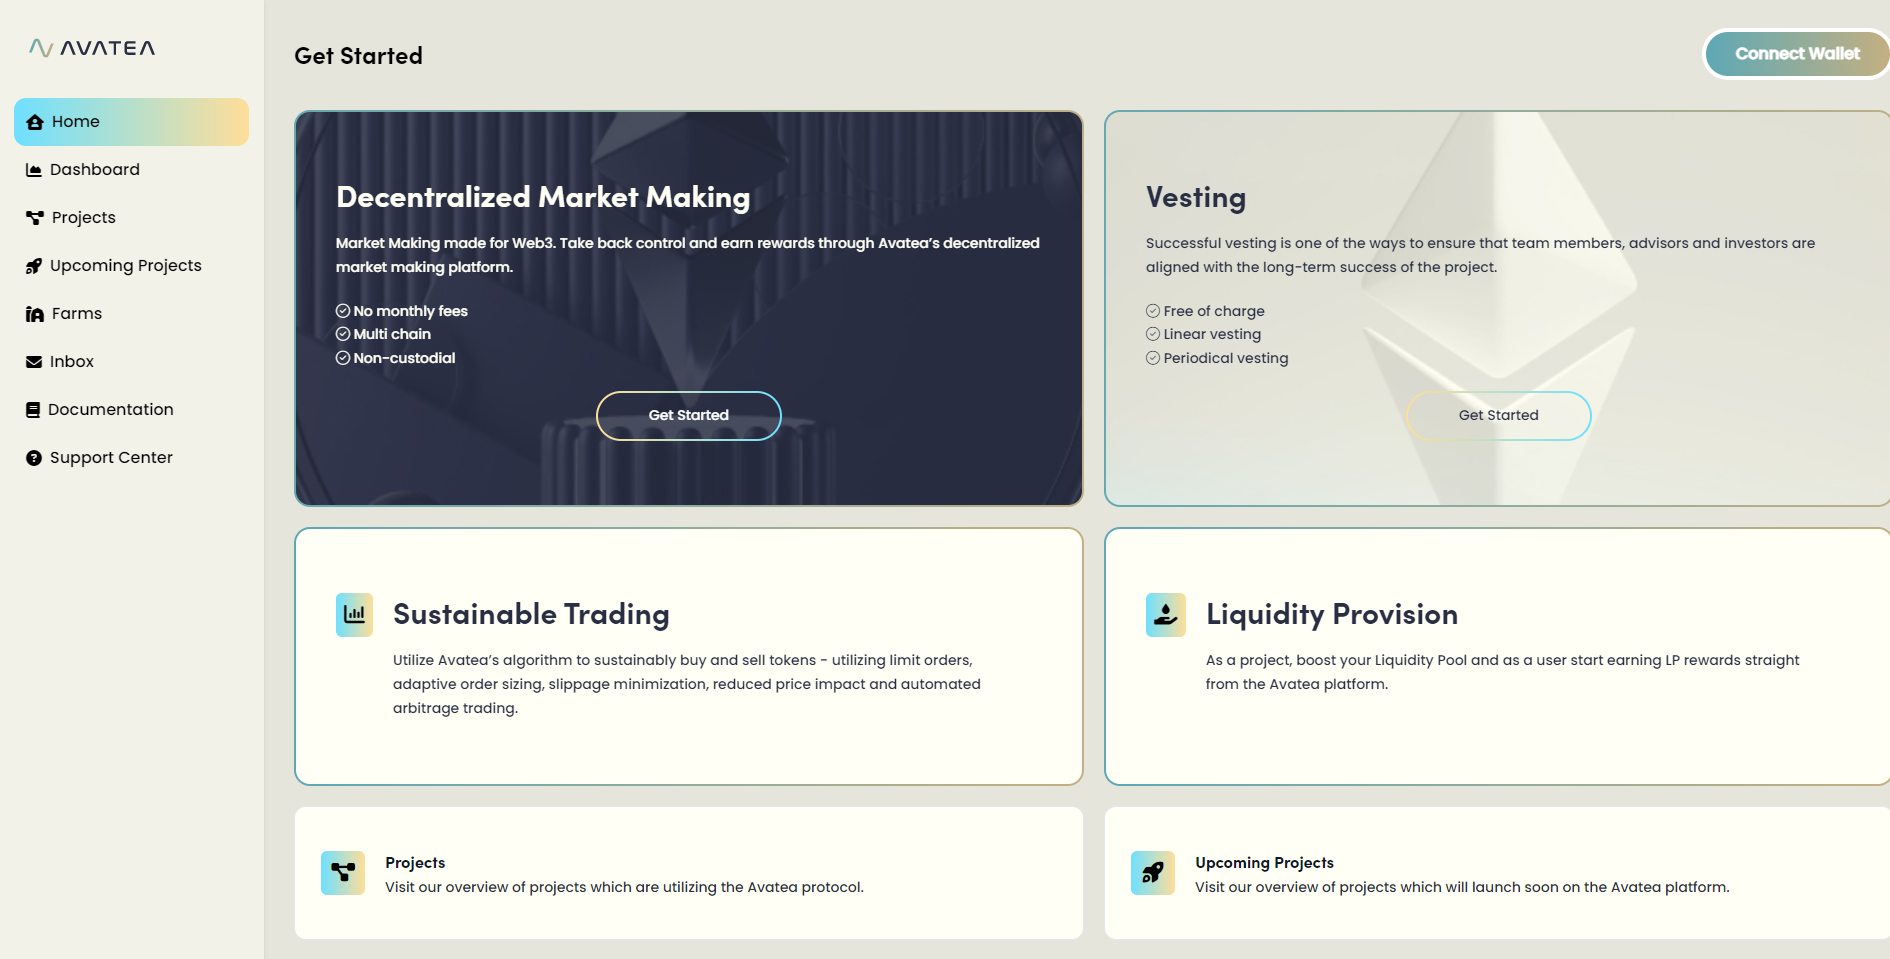 AVATEA
Home
Dashboard
Projects
Upcoming Projects
Farms
Inbox
Documentation
Support Center
Get Started
Connect Wallet
Decentralized Market Making
Market Making made for Web3. Take back control and earn rewards through Avatea’s decentralized
market making platform.
No monthly fees
Multi chain
Non-custodial
Get Started
Vesting
Successful vesting is one of the ways to ensure that team members, advisors and investors are
aligned with the long-term success of the project.
Free of charge
Linear vesting
Periodical vesting
Get Started
Sustainable Trading
Utilize Avatea’s algorithm to sustainably buy and sell tokens - utilizing limit orders,
adaptive order sizing, slippage minimization, reduced price impact and automated
arbitrage trading.
Liquidity Provision
As a project, boost your Liquidity Pool and as a user start earning LP rewards straight
from the Avatea platform.
Projects
Visit our overview of projects which are utilizing the Avatea protocol.
Upcoming Projects
Visit our overview of projects which will launch soon on the Avatea platform.